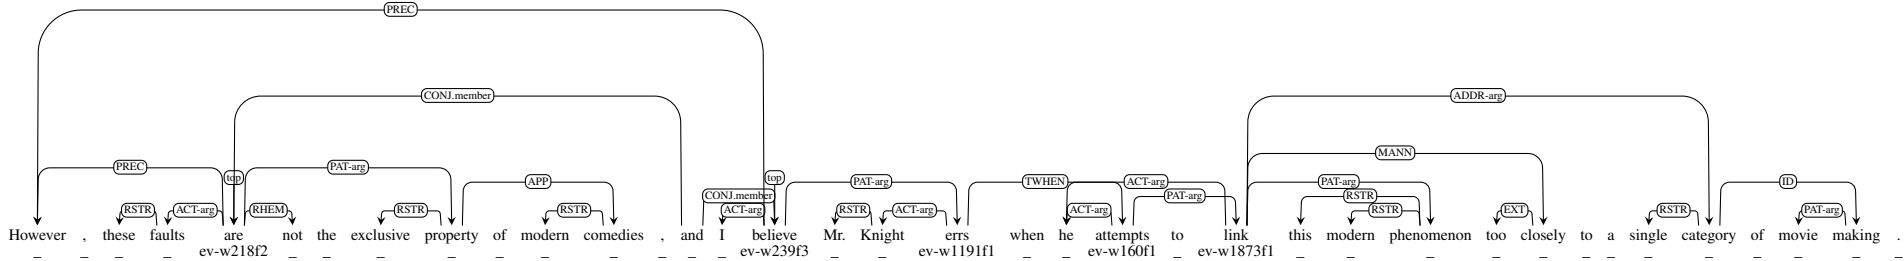 PREC
CONJ.member ADDR-arg
MANN
PREC PAT-arg RSTR
top top APP PAT-arg TWHEN ACT-arg PAT-arg ID
CONJ.member PAT-arg RSTR
RSTR ACT-arg RHEM RSTR RSTR ACT-arg RSTR ACT-arg ACT-arg RSTR EXT RSTR PAT-arg
However , these faults are not the exclusive property of modern comedies , and I believe Mr. Knight errs when he attempts to link this modern phenomenon too closely to a single category of movie making .
_ _ _ _ ev-w218f2 _ _ _ _ _ _ _ _ _ _ ev-w239f3 _ _ ev-w1191f1 _ _ ev-w160f1 _ ev-w1873f1 _ _ _ _ _ _ _ _ _ _ _ _ _